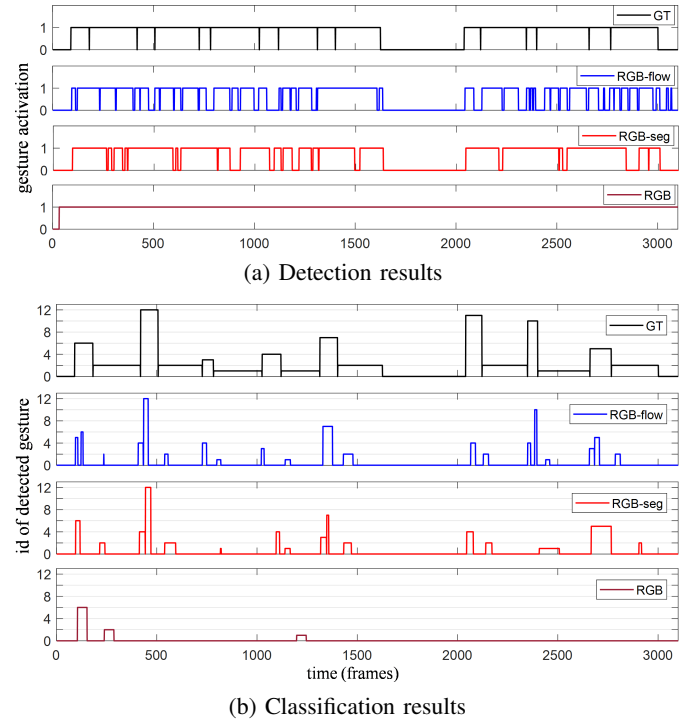 GT
1
0
RGB-flow
1
0
RGB-seg
1
0
RGB
1
0
gesture activation
0 500 1000 1500 2000 2500 3000
(a) Detection results
12
8
4
0
GT
12
8
4
0
RGB-flow
12
8
4
0
RGB-seg
12
8
4
0
RGB
id of detected gesture
0 500 1000 1500 2000 2500 3000
time (frames)
(b) Classification results